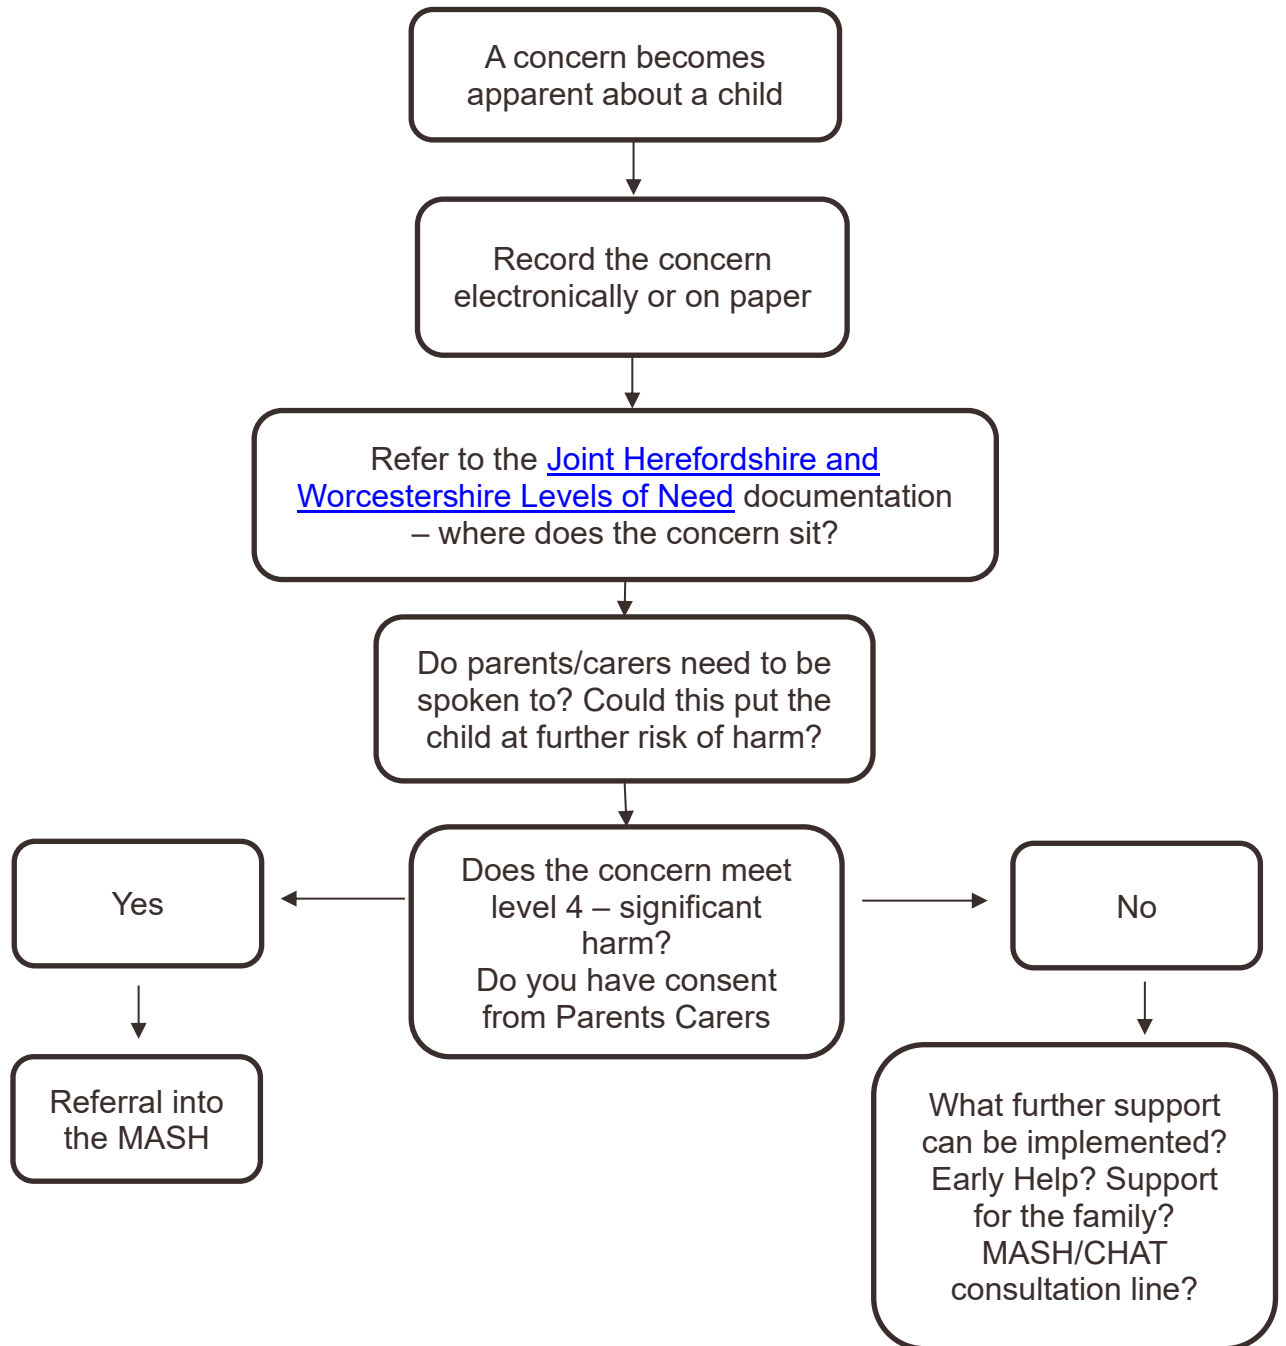 A concern becomes
apparent about a child
Record the concern
electronically or on paper
Refer to the Joint Herefordshire and
Worcestershire Levels of Need documentation
– where does the concern sit?
Do parents/carers need to be
spoken to? Could this put the
child at further risk of harm?
Does the concern meet
level 4 – significant
harm?
Do you have consent
from Parents Carers
Yes
No
Referral into
the MASH
What further support
can be implemented?
Early Help? Support
for the family?
MASH/CHAT
consultation line?